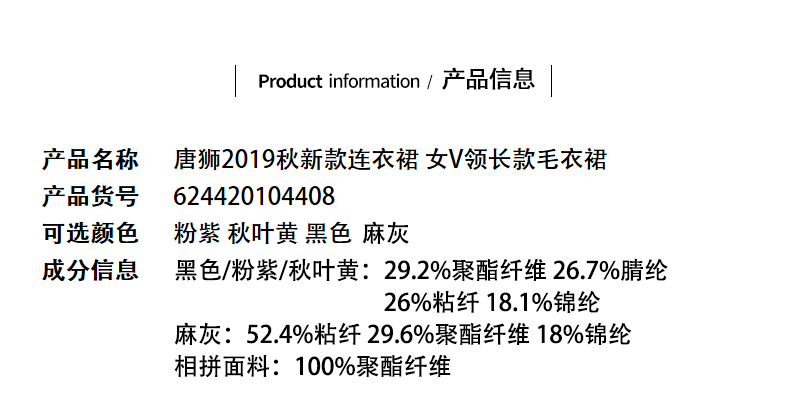 Product information / 产品信息
产品名称 唐狮2019秋新款连衣裙 女V领长款毛衣裙
产品货号 624420104408
可选颜色 粉紫 秋叶黄 黑色 麻灰
成分信息 黑色/粉紫/秋叶黄：29.2%聚酯纤维 26.7%腈纶
26%粘纤 18.1%锦纶
麻灰：52.4%粘纤 29.6%聚酯纤维 18%锦纶
相拼面料：100%聚酯纤维